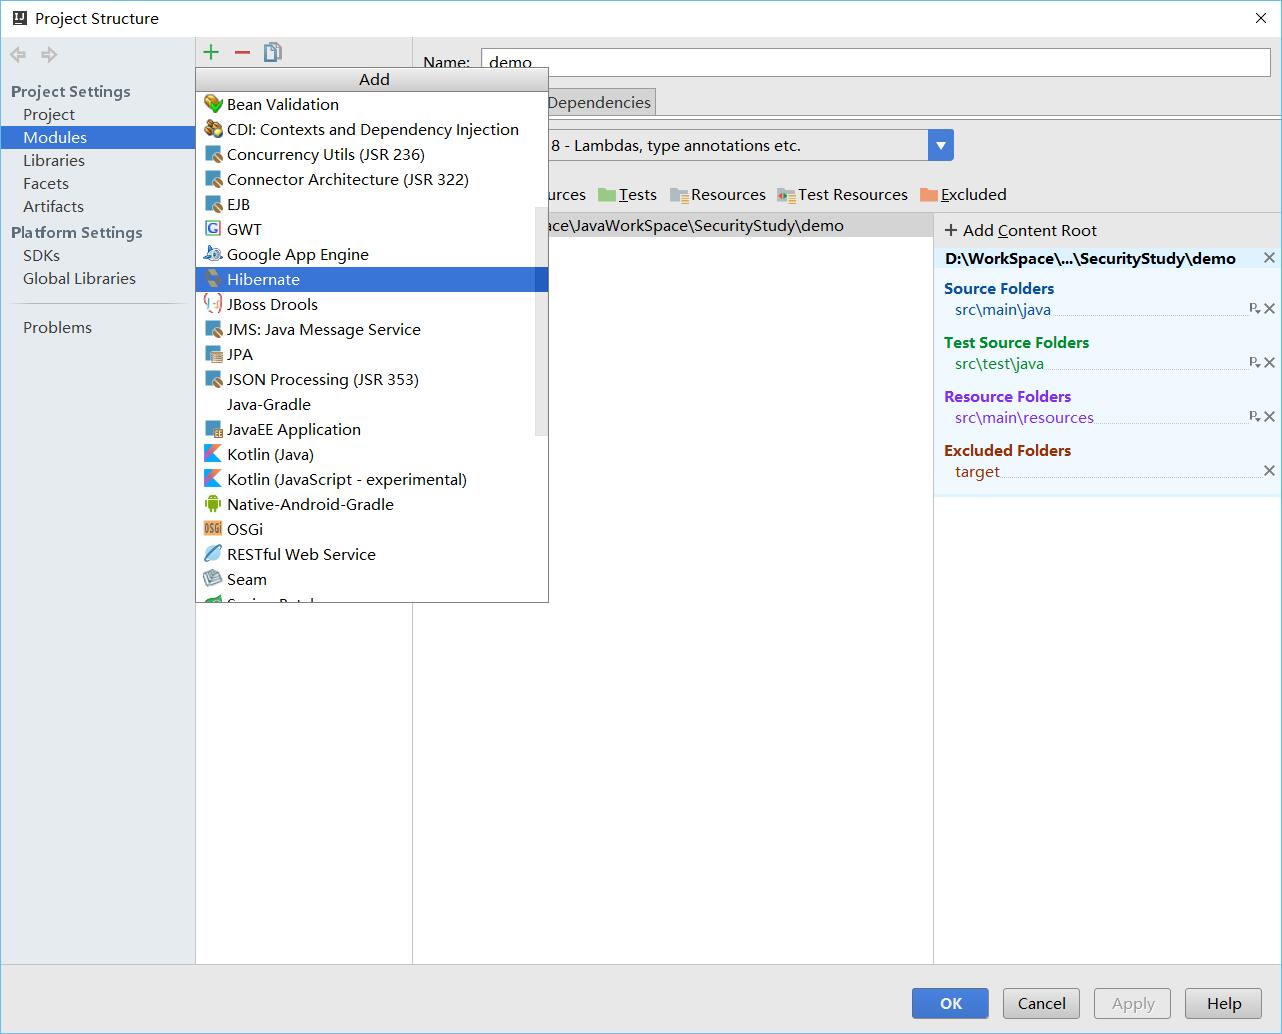 Project Structure
Project Settings
Project
Modules
Libraries
Facets
Artifacts
Platform Settings
SDKs
Global Libraries
Problems
Add
Bean Validation
CDI: Contexts and Dependency Injection
Concurrency Utils (JSR 236)
Connector Architecture (JSR 322)
EJB
GWT
Google App Engine
Hibernate
JBoss Drools
JMS: Java Message Service
JPA
JSON Processing (JSR 353)
Java-Gradle
JavaEE Application
Kotlin (Java)
Kotlin (JavaScript - experimental)
Native-Android-Gradle
OSGi
RESTful Web Service
Seam
Name: demo
Dependencies
8 - Lambdas, type annotations etc.
urces Tests Resources Test Resources Excluded
ace\JavaWorkSpace\SecurityStudy\demo
+ Add Content Root
D:\WorkSpace\...\SecurityStudy\demo
Source Folders
src\main\java
Test Source Folders
src\test\java
Resource Folders
src\main\resources
Excluded Folders
target
OK Cancel Apply Help